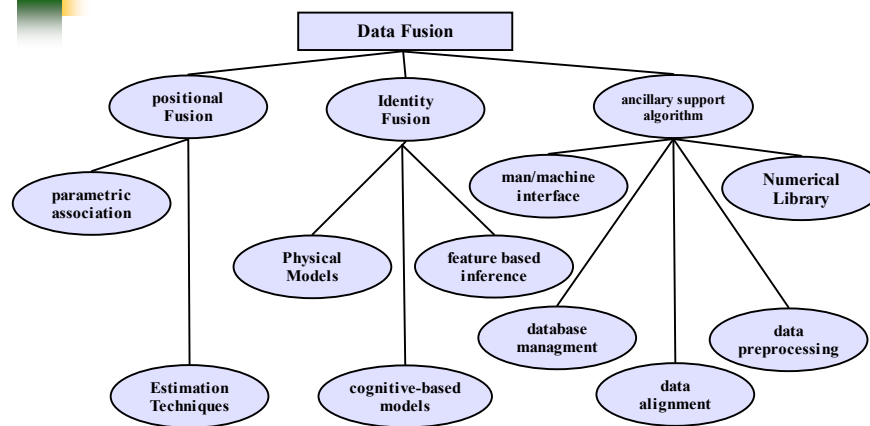 Data Fusion
positional
Fusion
Identity
Fusion
ancillary support
algorithm
parametric
association
man/machine
interface
Numerical
Library
Physical
Models
feature based
inference
database
managment
data
preprocessing
Estimation
Techniques
cognitive-based
models
data
alignment